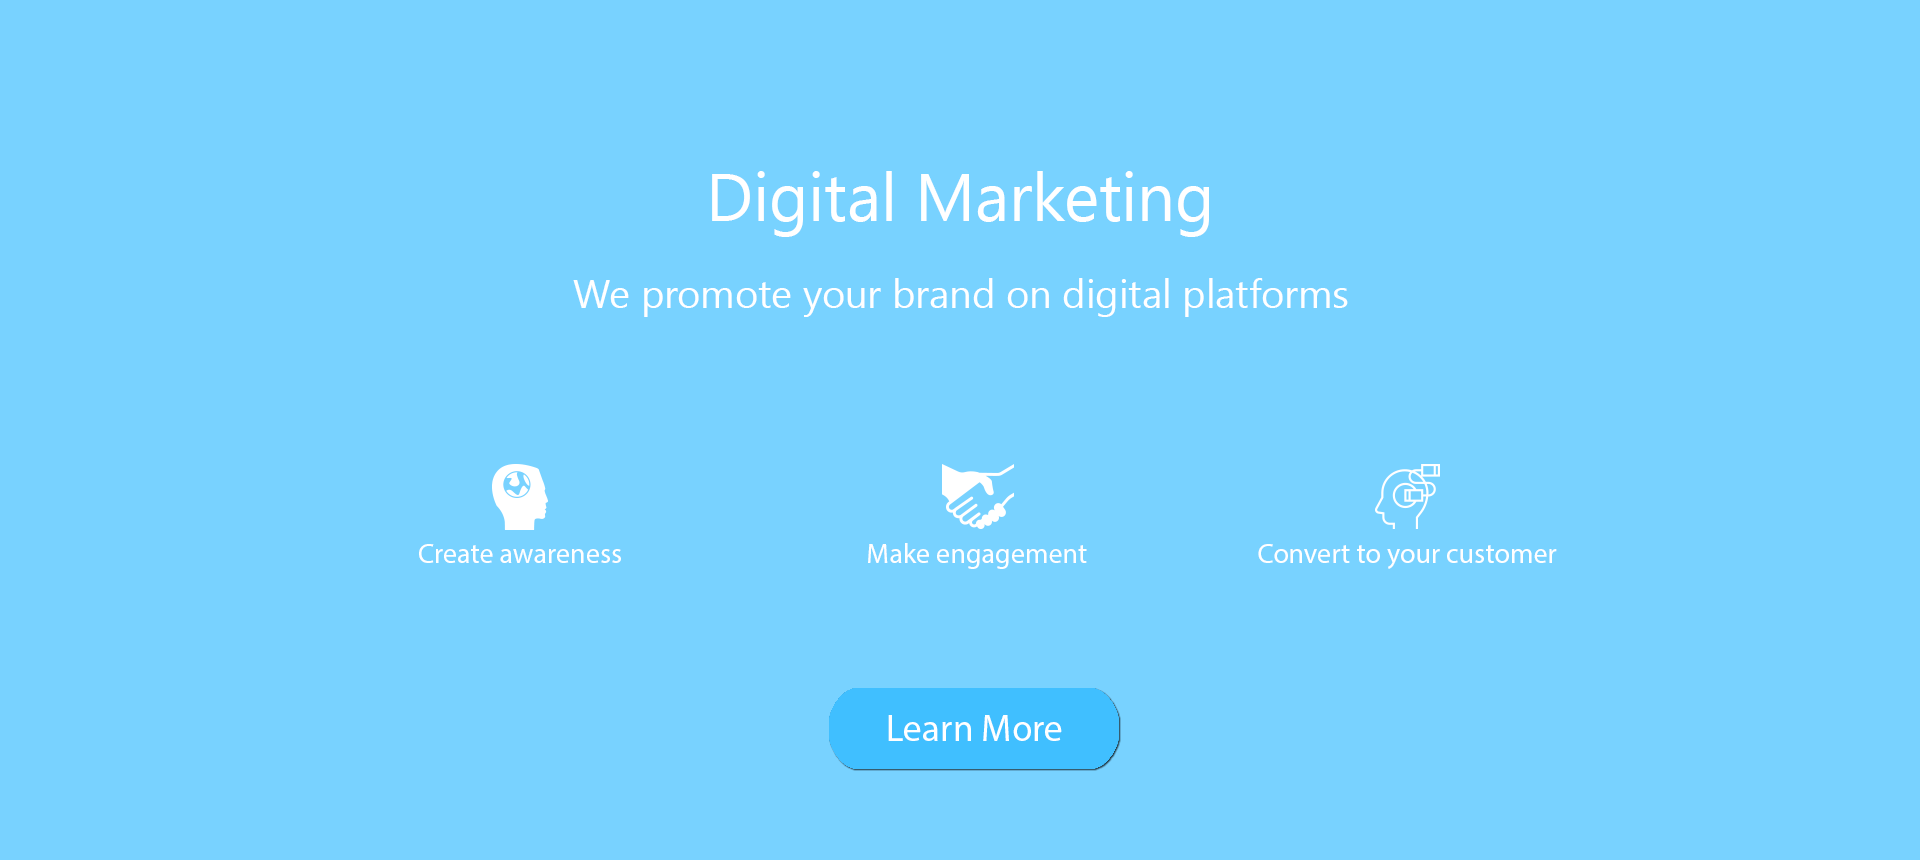 Digital Marketing
We promote your brand on digital platforms
Create awareness
Make engagement
Convert to your customer
Learn More